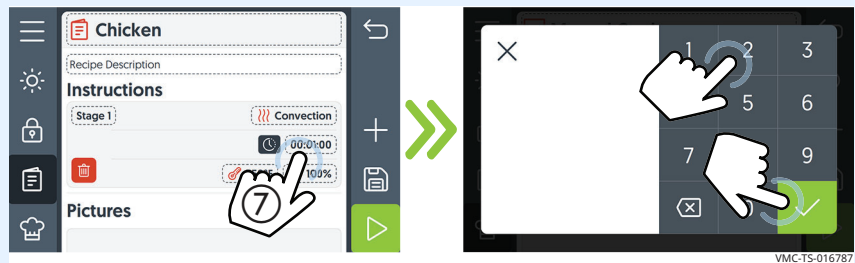 Chicken
Recipe Description
Instructions
Stage 1
Convection
00:01:00
100%
7
Pictures
1 2 3
5 6
7 9
VMC-TS-016787